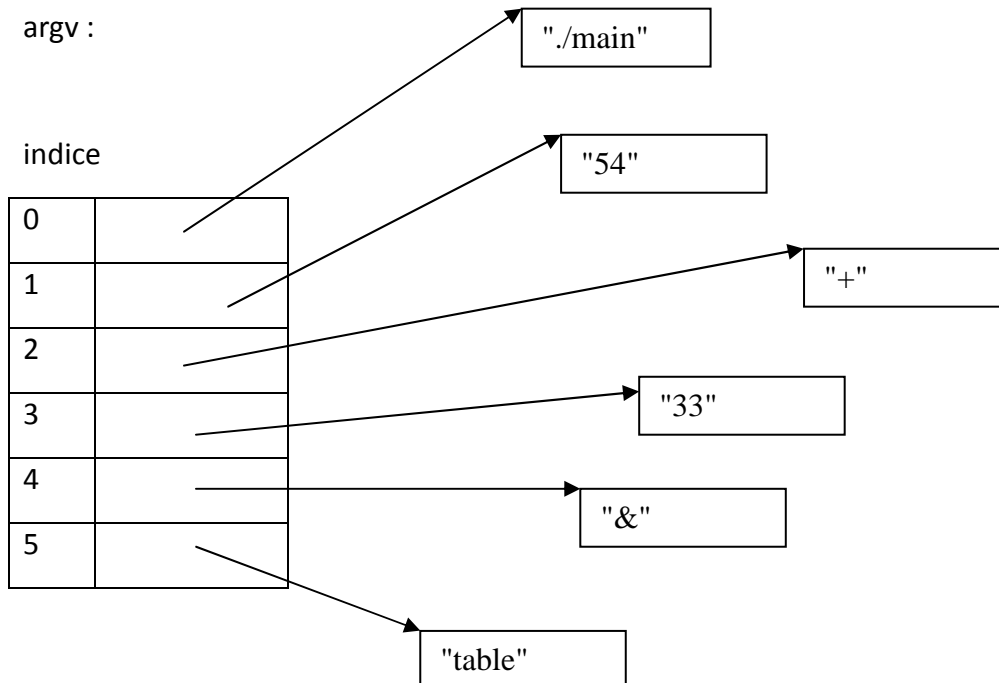 argv :
"./main"
indice
"54"
0
1
"+"
2
3
"33"
4
"&"
5
"table"